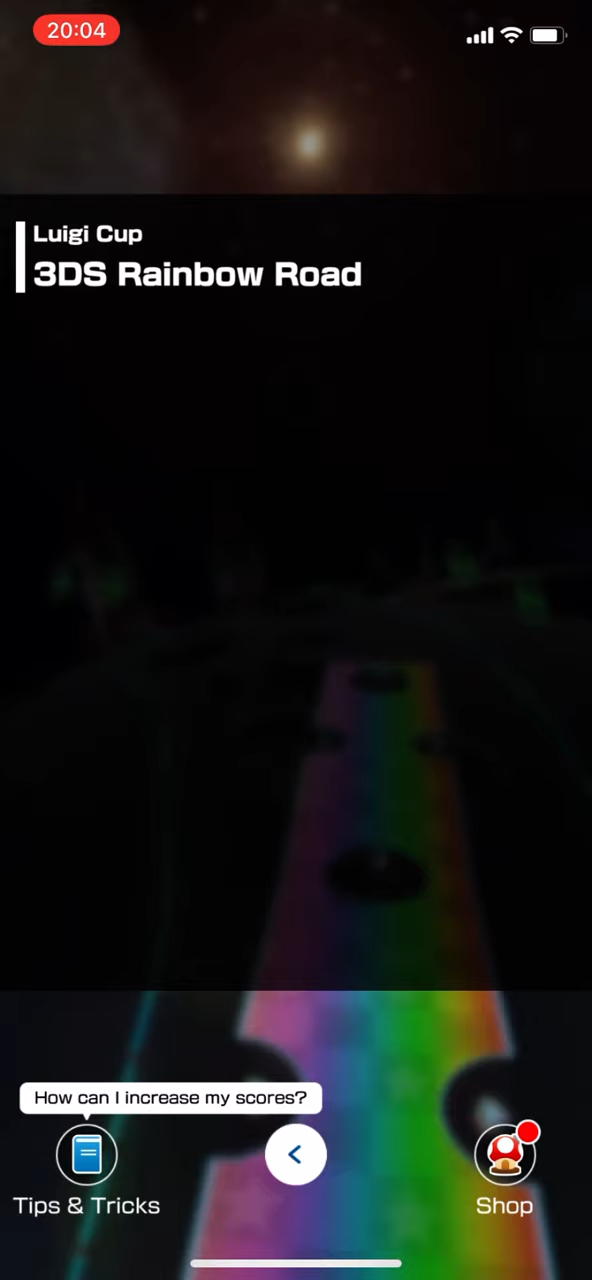 20:04
Luigi Cup
3DS Rainbow Road
How can I increase my scores?
Tips & Tricks
Shop